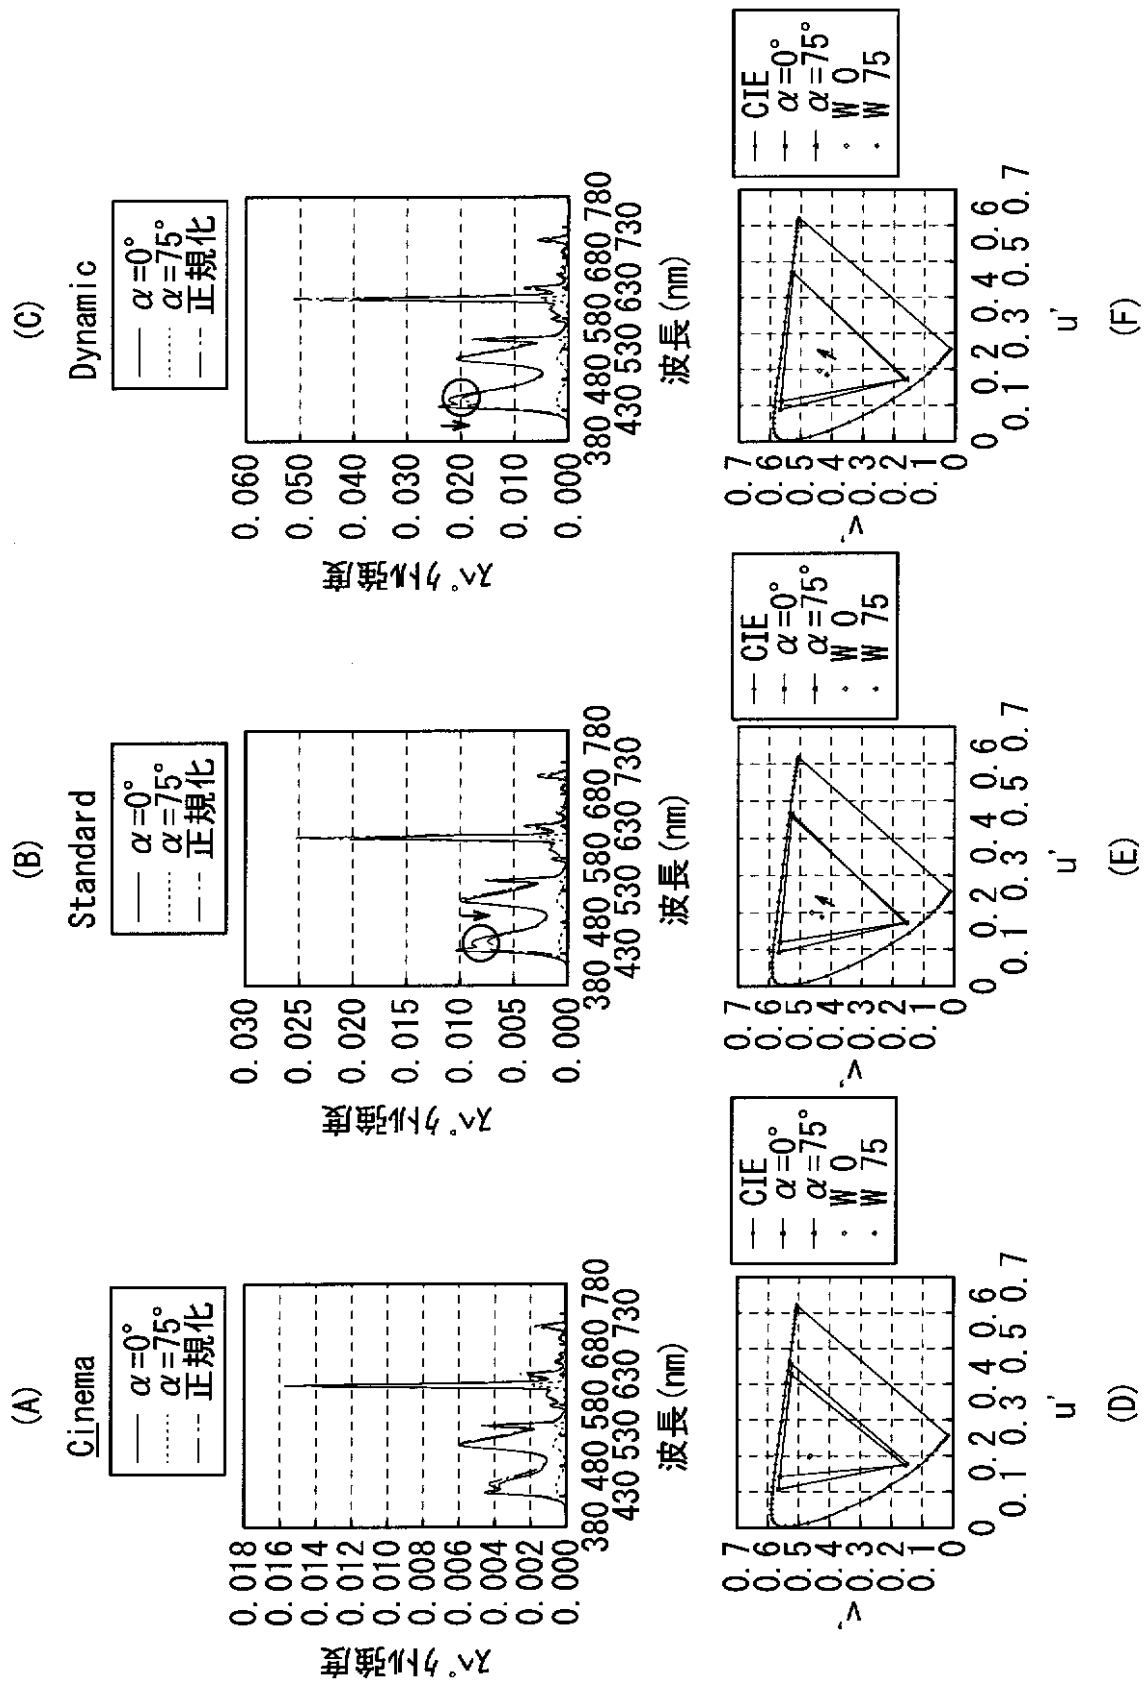 (A)
Cinema
α=0°
α=75°
正規化
スペクトル強度
0.018
0.016
0.014
0.012
0.010
0.008
0.006
0.004
0.002
0.000
380 480 580 680 780
430 530 630 730
波長(nm)
(B)
Standard
α=0°
α=75°
正規化
スペクトル強度
0.030
0.025
0.020
0.015
0.010
0.005
0.000
380 480 580 680 780
430 530 630 730
波長(nm)
(C)
Dynamic
α=0°
α=75°
正規化
スペクトル強度
0.060
0.050
0.040
0.030
0.020
0.010
0.000
380 480 580 680 780
430 530 630 730
波長(nm)
CIE
α=0°
α=75°
W 0
W 75
v'
0.7
0.6
0.5
0.4
0.3
0.2
0.1
0
0 0.2 0.4 0.6
0.1 0.3 0.5 0.7
u'
(D)
CIE
α=0°
α=75°
W 0
W 75
v'
0.7
0.6
0.5
0.4
0.3
0.2
0.1
0
0 0.2 0.4 0.6
0.1 0.3 0.5 0.7
u'
(E)
CIE
α=0°
α=75°
W 0
W 75
v'
0.7
0.6
0.5
0.4
0.3
0.2
0.1
0
0 0.2 0.4 0.6
0.1 0.3 0.5 0.7
u'
(F)